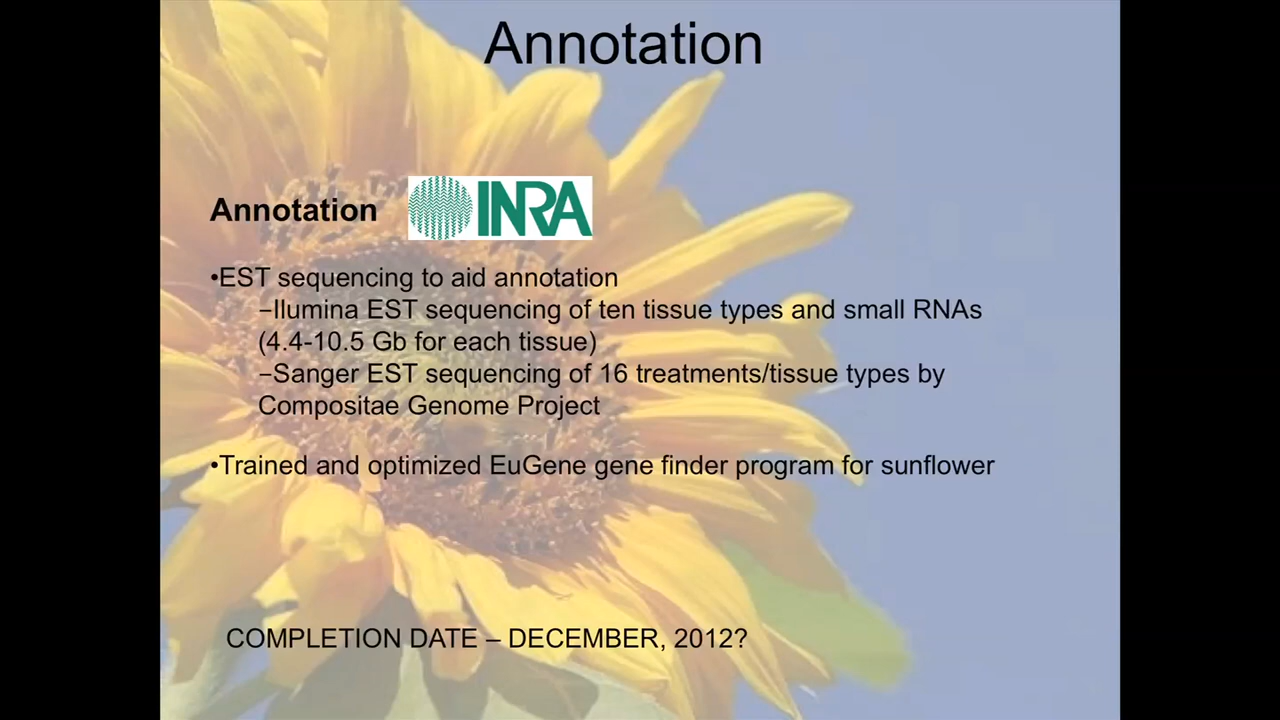 Annotation
Annotation
INRA
•EST sequencing to aid annotation
–Ilumina EST sequencing of ten tissue types and small RNAs
(4.4-10.5 Gb for each tissue)
–Sanger EST sequencing of 16 treatments/tissue types by
Compositae Genome Project
•Trained and optimized EuGene gene finder program for sunflower
COMPLETION DATE – DECEMBER, 2012?